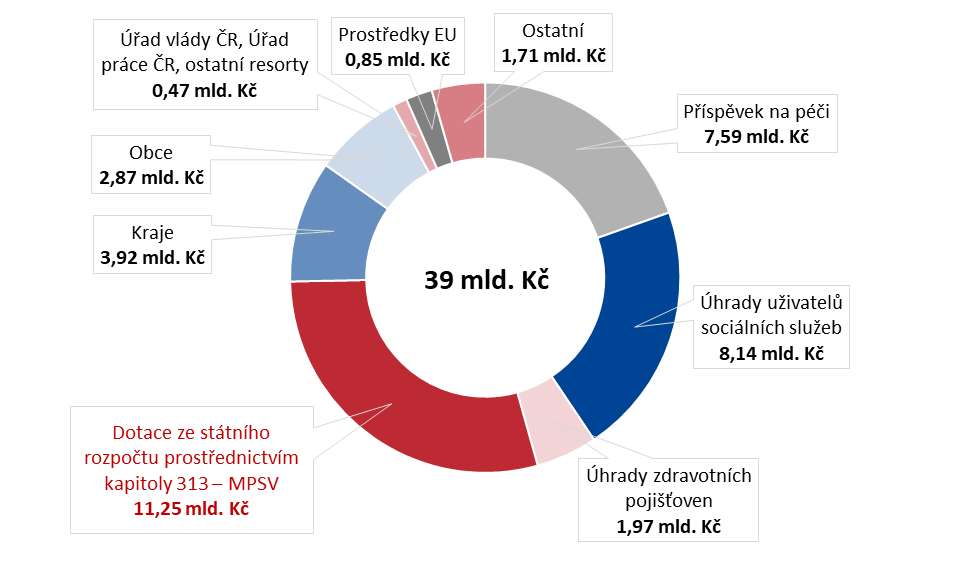 Úřad vlády ČR, Úřad
práce ČR, ostatní resorty
0,47 mld. Kč
Prostředky EU
0,85 mld. Kč
Ostatní
1,71 mld. Kč
Příspěvek na péči
7,59 mld. Kč
Obce
2,87 mld. Kč
Kraje
3,92 mld. Kč
39 mld. Kč
Úhrady uživatelů
sociálních služeb
8,14 mld. Kč
Dotace ze státního
rozpočtu prostřednictvím
kapitoly 313 – MPSV
11,25 mld. Kč
Úhrady zdravotních
pojišťoven
1,97 mld. Kč